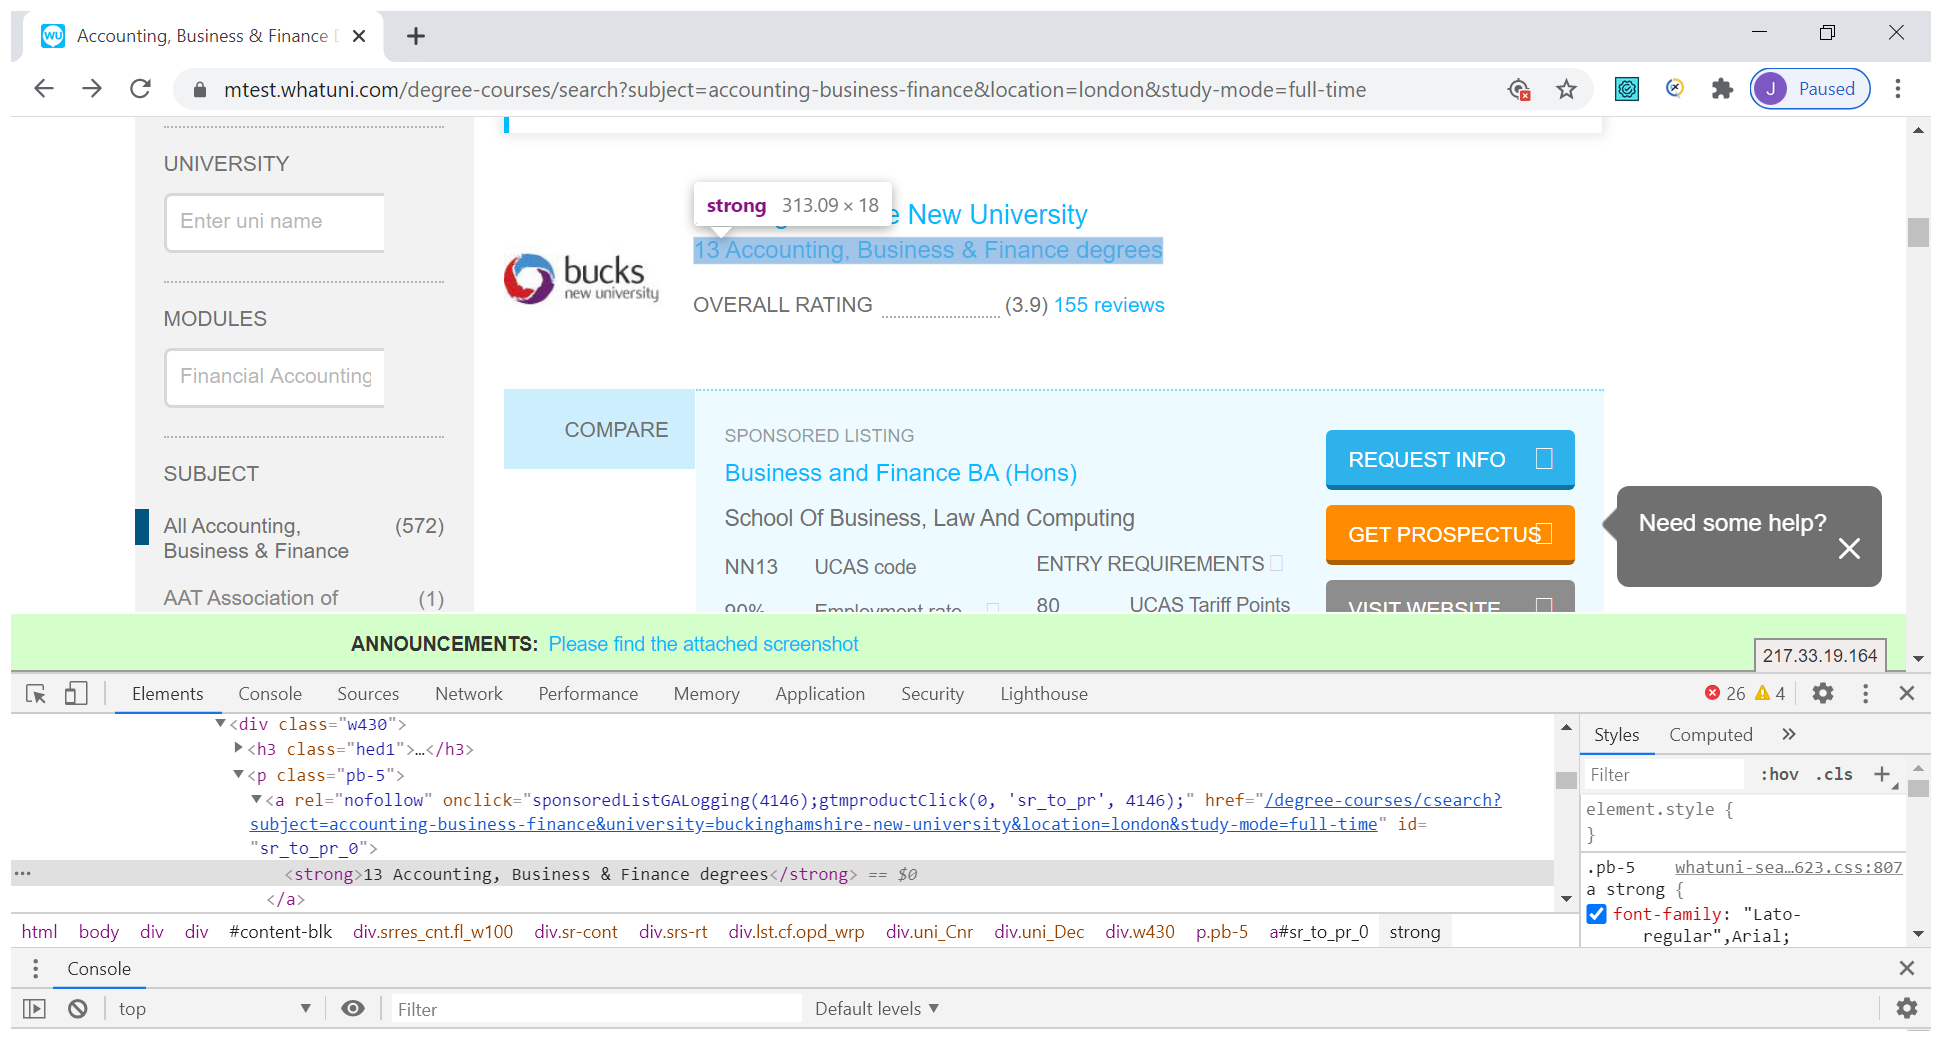 WU Accounting, Business & Finance D
mtest.whatuni.com/degree-courses/search?subject=accounting-business-finance&location=london&study-mode=full-time
J Paused
UNIVERSITY
Enter uni name
MODULES
Financial Accounting
SUBJECT
All Accounting, (572)
Business & Finance
AAT Association of (1)
strong 313.09 × 18
New University
13 Accounting, Business & Finance degrees
bucks
new university
OVERALL RATING (3.9) 155 reviews
COMPARE
SPONSORED LISTING
Business and Finance BA (Hons)
School Of Business, Law And Computing
NN13 UCAS code
ENTRY REQUIREMENTS
90% Employment rate
80 UCAS Tariff Points
REQUEST INFO
GET PROSPECTUS
VISIT WEBSITE
Need some help?
ANNOUNCEMENTS: Please find the attached screenshot
217.33.19.164
Elements Console Sources Network Performance Memory Application Security Lighthouse 26 4
<div class="w430">
<h3 class="hed1">…</h3>
<p class="pb-5">
<a rel="nofollow" onclick="sponsoredListGALogging(4146);gtmproductClick(0, 'sr_to_pr', 4146);" href="/degree-courses/csearch?
subject=accounting-business-finance&university=buckinghamshire-new-university&location=london&study-mode=full-time" id=
"sr_to_pr_0">
<strong>13 Accounting, Business & Finance degrees</strong> == $0
</a>
html body div div #content-blk div.srres_cnt.fl_w100 div.sr-cont div.srs-rt div.lst.cf.opd_wrp div.uni_Cnr div.uni_Dec div.w430 p.pb-5 a#sr_to_pr_0 strong
Styles Computed
Filter :hov .cls
element.style {
}
.pb-5 whatuni-sea…623.css:807
a strong {
font-family: "Lato-
regular",Arial;
Console
top Filter Default levels